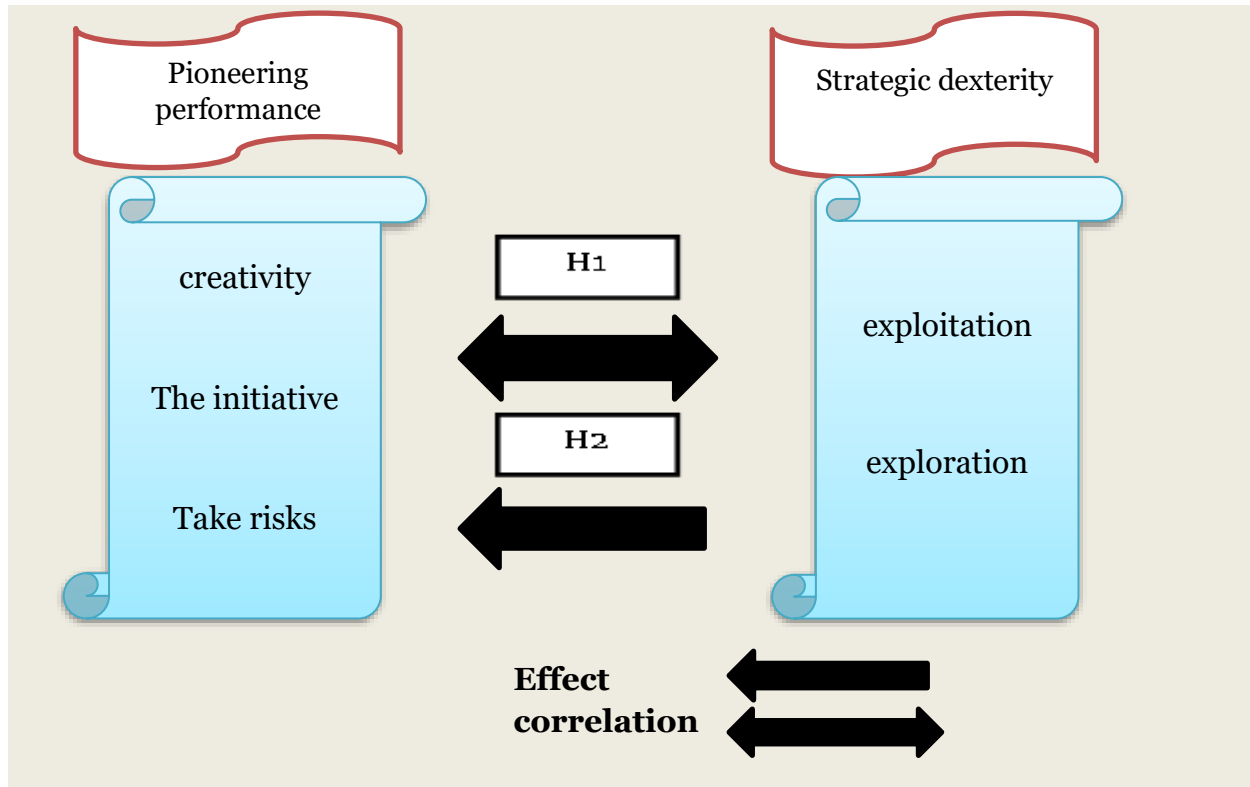 Pioneering
performance
Strategic dexterity
creativity
The initiative
Take risks
H1
H2
exploitation
exploration
Effect
correlation